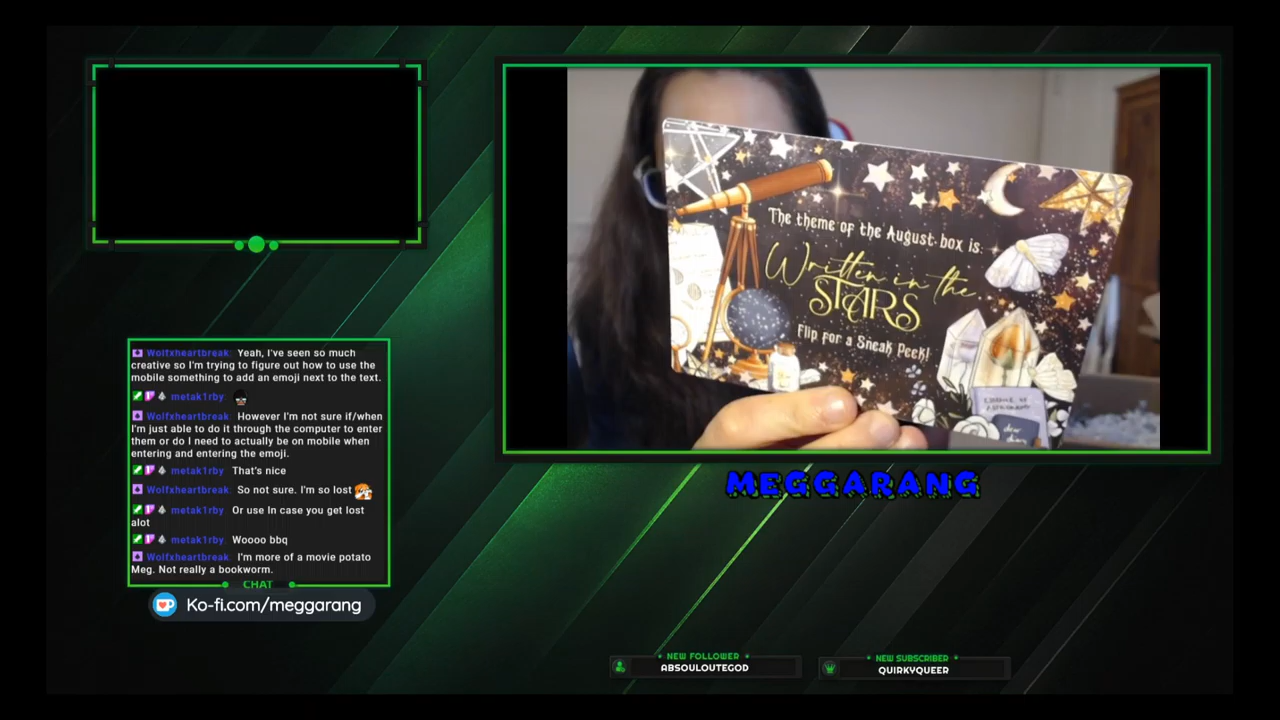 Wolfxheartbreak: Yeah, I've seen so much
creative so I'm trying to figure out how to use the
mobile something to add an emoji next to the text.
metak1rby:
Wolfxheartbreak: However I'm not sure if/when
I'm just able to do it through the computer to enter
them or do I need to actually be on mobile when
entering and entering the emoji.
metak1rby: That's nice
Wolfxheartbreak: So not sure. I'm so lost
metak1rby: Or use In case you get lost
alot
metak1rby: Woooo bbq
Wolfxheartbreak: I'm more of a movie potato
Meg. Not really a bookworm.
CHAT
Ko-fi.com/meggarang
The theme of the August box is:
Written in the
STARS
Flip for a Sneak Peek!
MEGGARANG
NEW FOLLOWER
ABSOULOUTEGOD
NEW SUBSCRIBER
QUIRKYQUEER